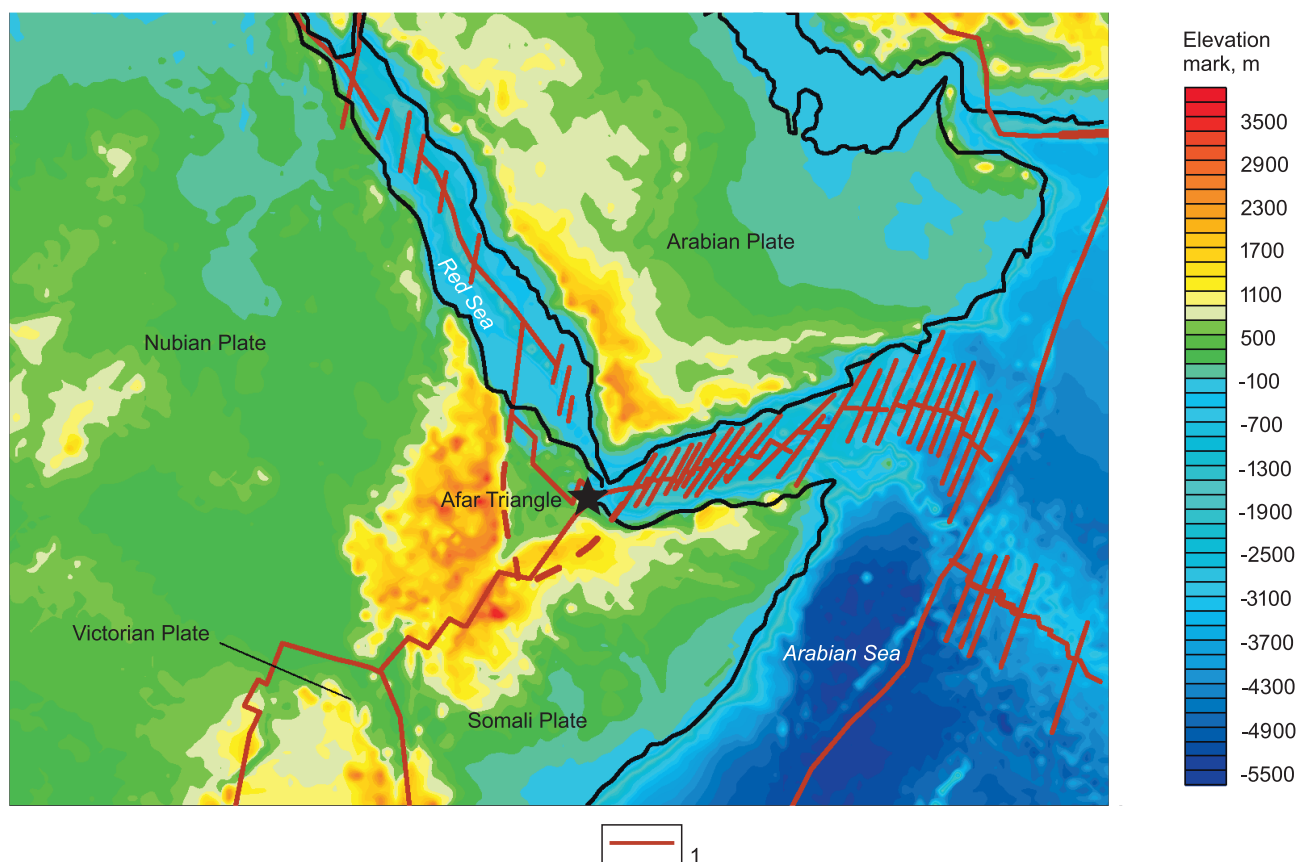 Elevation
mark, m
3500
2900
2300
1700
1100
500
-100
-700
-1300
-1900
-2500
-3100
-3700
-4300
-4900
-5500
Arabian Plate
Red Sea
Nubian Plate
Afar Triangle
Victorian Plate
Arabian Sea
Somali Plate
1